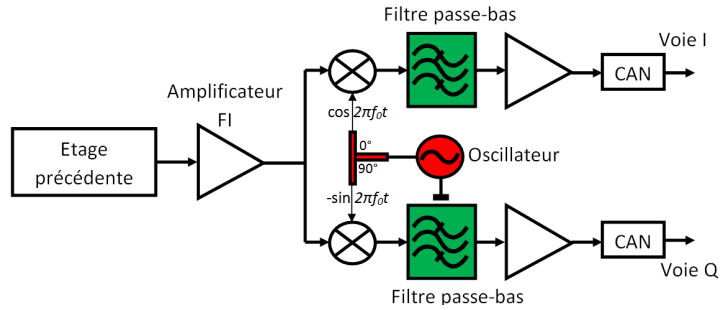 Filtre passe-bas
Voie I
CAN
Amplificateur
FI
cos 2πf₀t
Etage
précédente
0°
90°
Oscillateur
-sin 2πf₀t
CAN
Voie Q
Filtre passe-bas